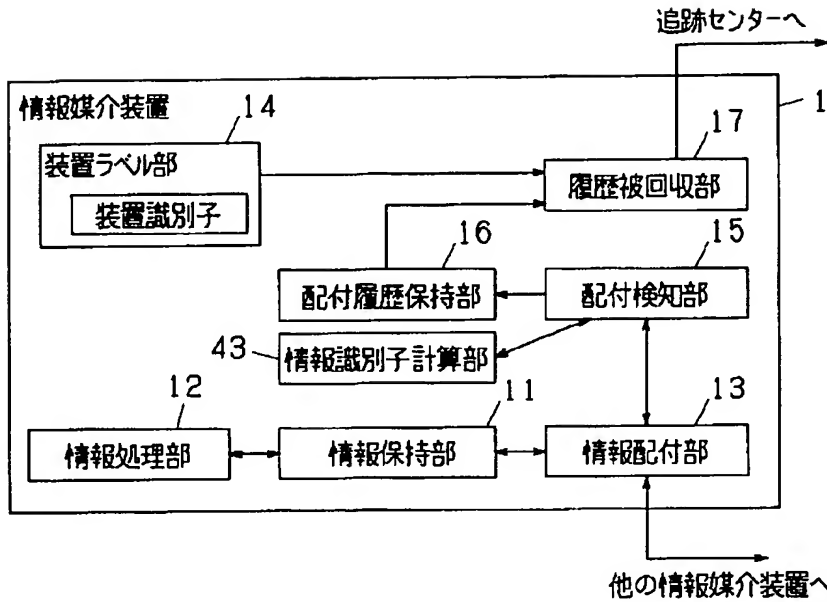 追跡センターへ
情報媒介装置
14
1
17
装置ラベル部
装置識別子
履歴被回収部
16
15
配付履歴保持部
配付検知部
43
情報識別子計算部
12
11
13
情報処理部
情報保持部
情報配付部
他の情報媒介装置へ